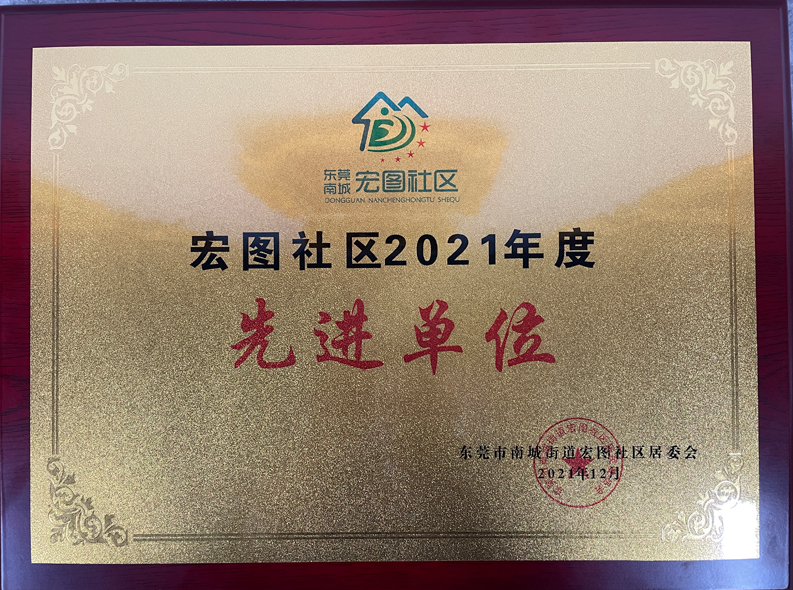 东莞
南城 宏图社区
DONGGUAN NANCHENGHONGTU SHEQU
宏图社区2021年度
先进单位
东莞市南城街道宏图社区居委会
2021年12月